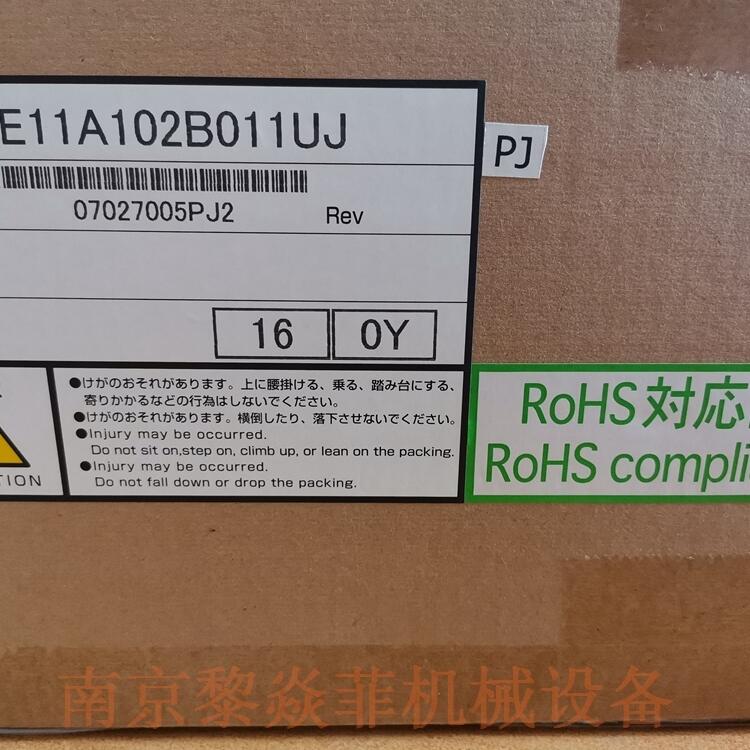 E11A102B011UJ
PJ
07027005PJ2 Rev
16 0Y
●けがのおそれがあります。上に腰掛ける、乗る、踏み台にする、
寄りかかるなどの行為はしないでください。
●けがのおそれがあります。横倒したり、落下させないでください。
●Injury may be occurred.
Do not sit on,step on, climb up, or lean on the packing.
●Injury may be occurred.
Do not fall down or drop the packing.
TION
RoHS対応
RoHS compli
南京黎焱菲机械设备